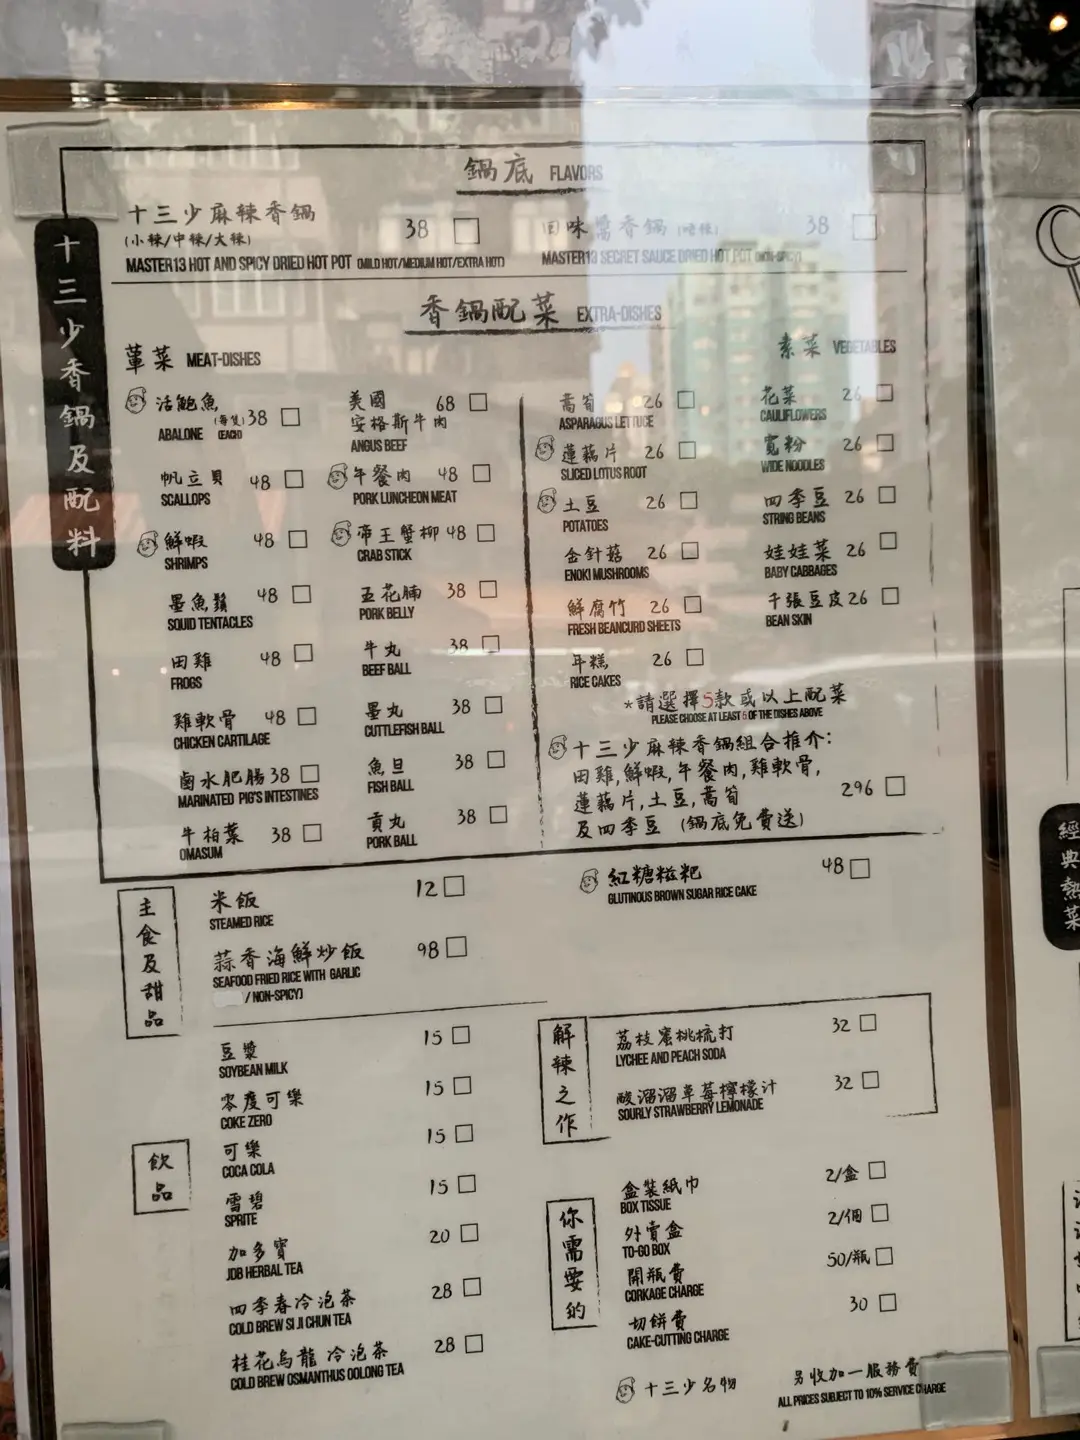 鍋底 FLAVORS
十三少麻辣香鍋 38
(小辣/中辣/大辣)
MASTER13 HOT AND SPICY DRIED HOT POT (MILD HOT/MEDIUM HOT/EXTRA HOT)
回味醬香鍋 (唔辣) 38
MASTER13 SECRET SAUCE DRIED HOT POT (NON-SPICY)
十三少香鍋及配料
香鍋配菜 EXTRA-DISHES
葷菜 MEAT-DISHES
活鮑魚 (每隻) 38
ABALONE (EACH)
帆立貝 48
SCALLOPS
鮮蝦 48
SHRIMPS
墨魚鬚 48
SQUID TENTACLES
田雞 48
FROGS
雞軟骨 48
CHICKEN CARTILAGE
鹵水肥腸 38
MARINATED PIG'S INTESTINES
牛柏葉 38
OMASUM
美國 68
安格斯牛肉
ANGUS BEEF
午餐肉 48
PORK LUNCHEON MEAT
帝王蟹柳 48
CRAB STICK
五花腩 38
PORK BELLY
牛丸 38
BEEF BALL
墨丸 38
CUTTLEFISH BALL
魚旦 38
FISH BALL
貢丸 38
PORK BALL
素菜 VEGETABLES
萵筍 26
ASPARAGUS LETTUCE
蓮藕片 26
SLICED LOTUS ROOT
土豆 26
POTATOES
金針菇 26
ENOKI MUSHROOMS
鮮腐竹 26
FRESH BEANCURD SHEETS
年糕 26
RICE CAKES
花菜 26
CAULIFLOWERS
寬粉 26
WIDE NOODLES
四季豆 26
STRING BEANS
娃娃菜 26
BABY CABBAGES
千張豆皮 26
BEAN SKIN
*請選擇5款或以上配菜
PLEASE CHOOSE AT LEAST 5 OF THE DISHES ABOVE
十三少麻辣香鍋組合推介:
田雞,鮮蝦,午餐肉,雞軟骨,
蓮藕片,土豆,萵筍 296
及四季豆 (鍋底免費送)
主食及甜品
米飯 12
STEAMED RICE
蒜香海鮮炒飯 98
SEAFOOD FRIED RICE WITH GARLIC
/ NON-SPICY)
紅糖糍粑 48
GLUTINOUS BROWN SUGAR RICE CAKE
飲品
豆漿 15
SOYBEAN MILK
零度可樂 15
COKE ZERO
可樂 15
COCA COLA
雪碧 15
SPRITE
加多寶 20
JDB HERBAL TEA
四季春冷泡茶 28
COLD BREW SI JI CHUN TEA
桂花烏龍冷泡茶 28
COLD BREW OSMANTHUS OOLONG TEA
解辣之作
荔枝蜜桃梳打 32
LYCHEE AND PEACH SODA
酸溜溜草莓檸檬汁 32
SOURLY STRAWBERRY LEMONADE
你需要的
盒裝紙巾 2/盒
BOX TISSUE
外賣盒 2/個
TO-GO BOX
開瓶費 50/瓶
CORKAGE CHARGE
切餅費 30
CAKE-CUTTING CHARGE
十三少名物
另收加一服務費
ALL PRICES SUBJECT TO 10% SERVICE CHARGE
經典熱菜